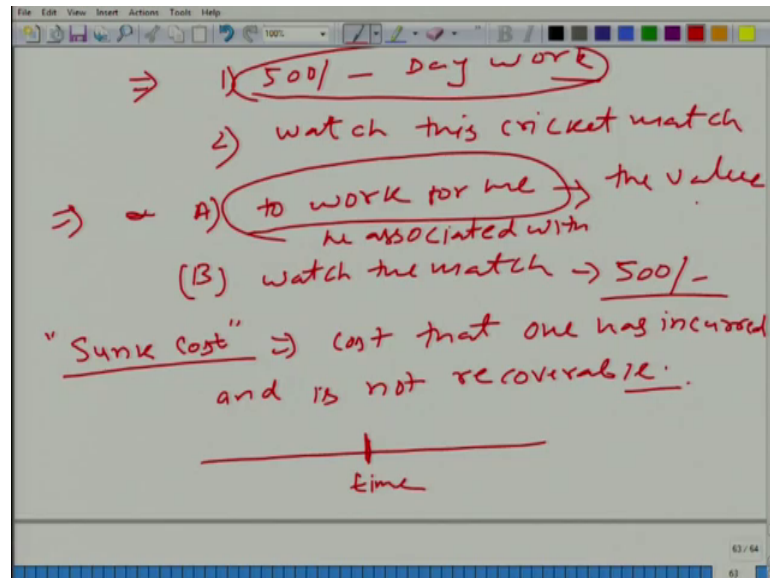 File Edit View Insert Actions Tools Help
100%
B I
⇒ 1) 500/- Day work
2) watch this cricket match
⇒ A) to work for me → the value
he associated with
(B) watch the match → 500/-
"Sunk Cost" ⇒ cost that one has incurred
and is not recoverable.
time
63 / 64
63